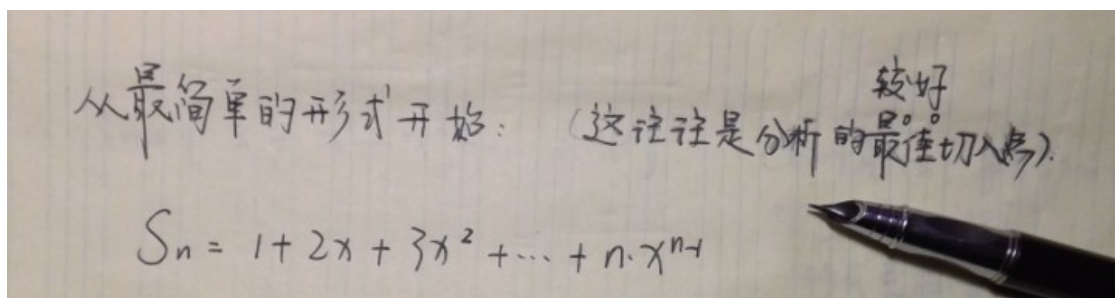 较好
从最简单的形式开始：（这往往是分析的最佳切入点).
Sn = 1 + 2x + 3x² + ... + n·xⁿ⁻¹